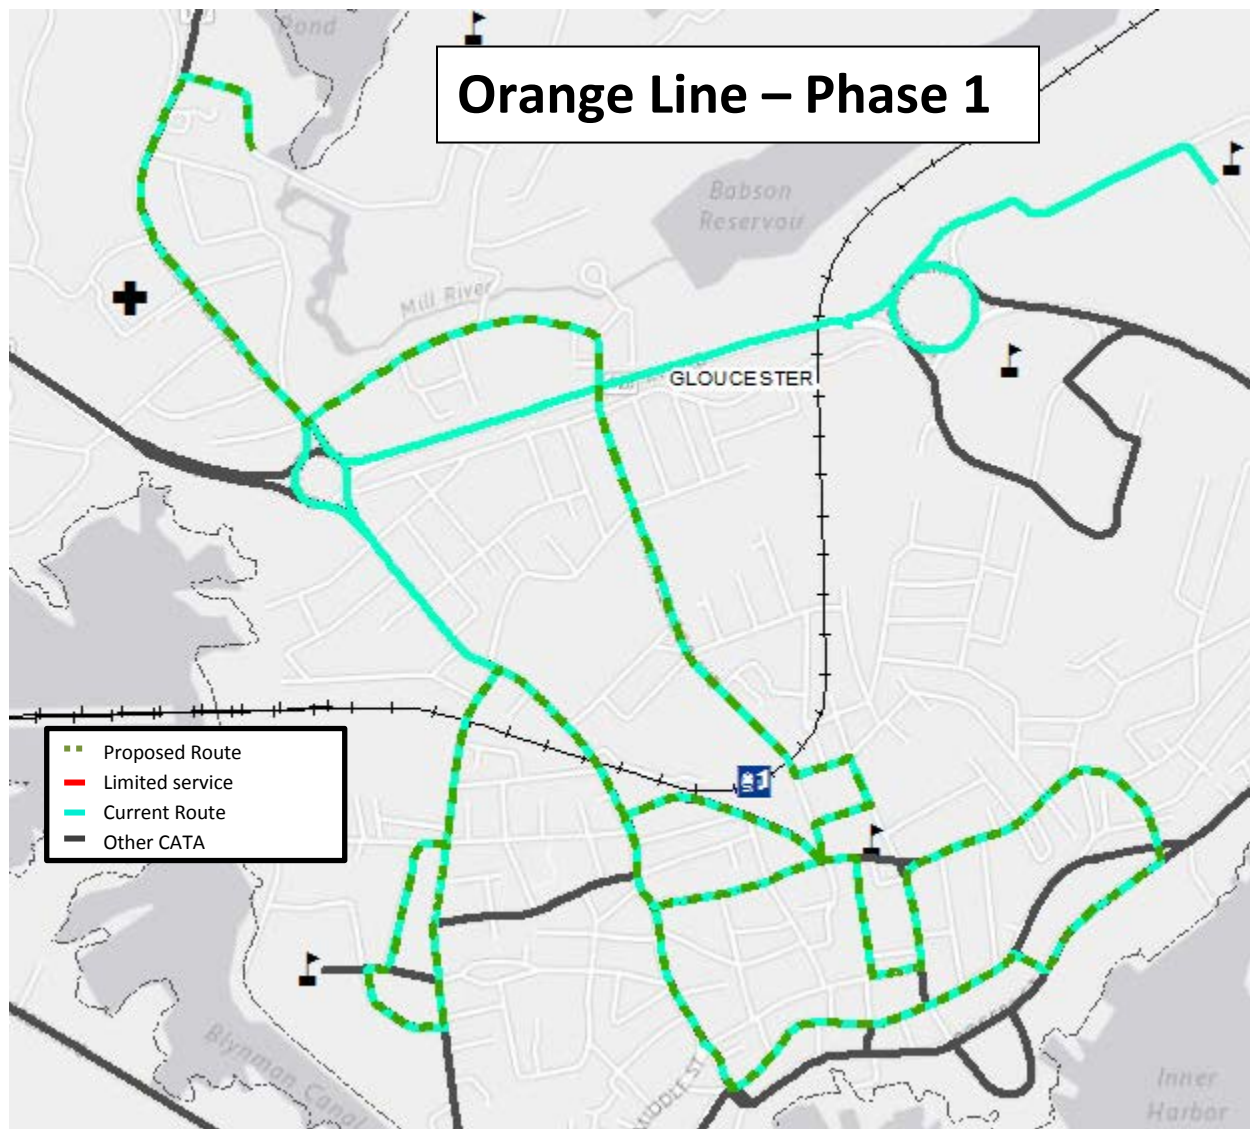 Pond
Orange Line – Phase 1
Babson
Reservoir
Mill River
GLOUCESTER
Proposed Route
Limited service
Current Route
Other CATA
Blynman Canal
MIDDLE ST
Inner
Harbor